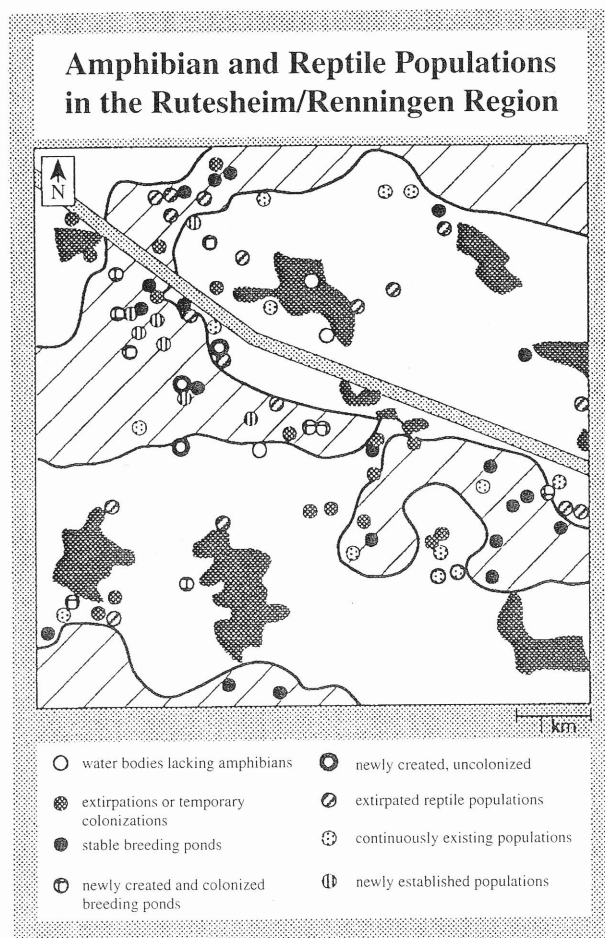 Amphibian and Reptile Populations
in the Rutesheim/Renningen Region
N
1 km
water bodies lacking amphibians
extirpations or temporary
colonizations
stable breeding ponds
newly created and colonized
breeding ponds
newly created, uncolonized
extirpated reptile populations
continuously existing populations
newly established populations